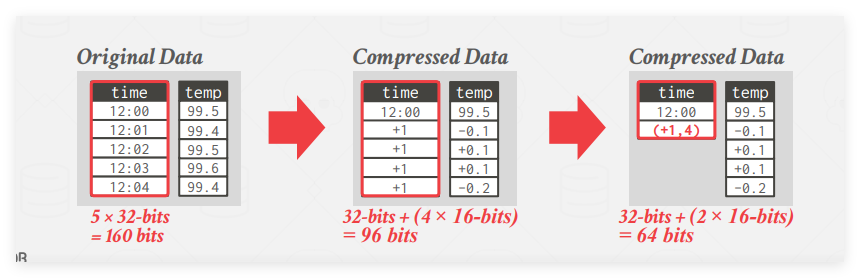 Original Data
time temp
12:00 99.5
12:01 99.4
12:02 99.5
12:03 99.6
12:04 99.4
5 × 32-bits
= 160 bits
Compressed Data
time temp
12:00 99.5
+1 -0.1
+1 +0.1
+1 +0.1
+1 -0.2
32-bits + (4 × 16-bits)
= 96 bits
Compressed Data
time temp
12:00 99.5
(+1,4) -0.1
+0.1
+0.1
-0.2
32-bits + (2 × 16-bits)
= 64 bits